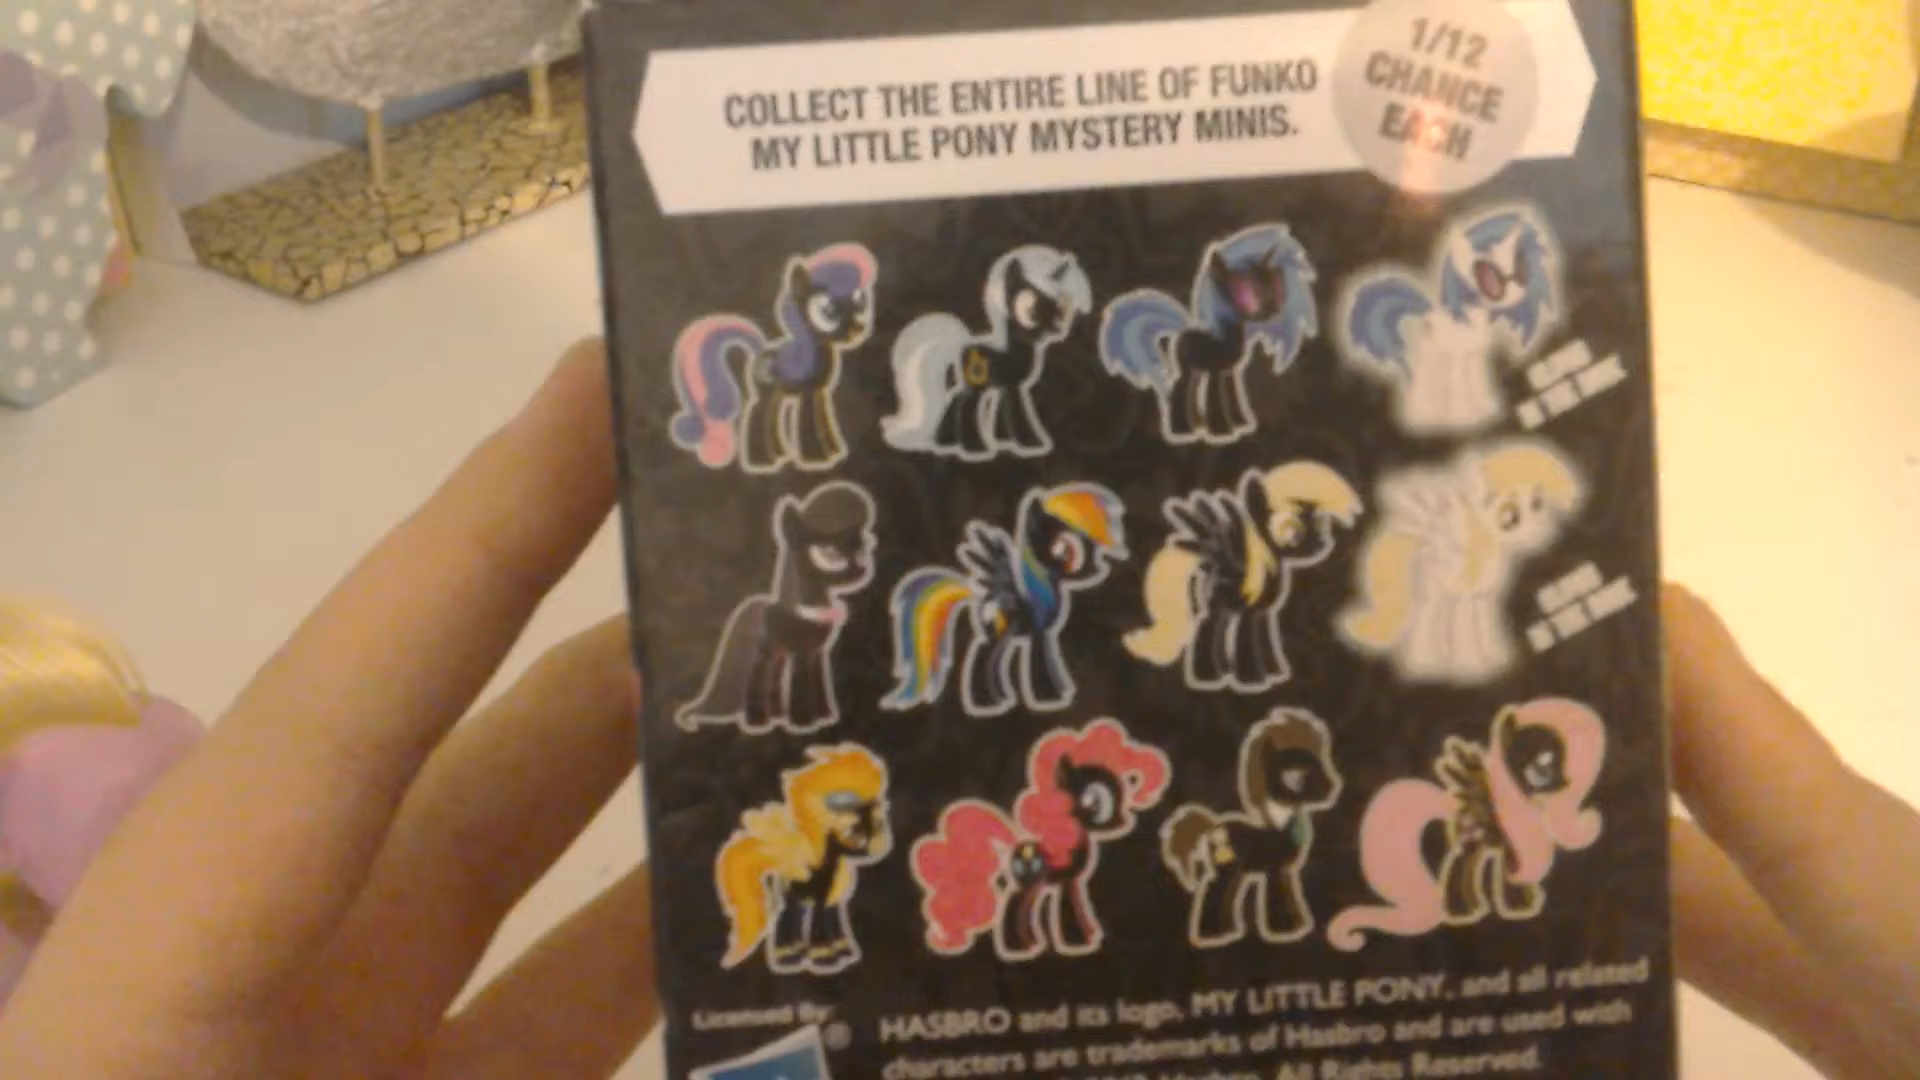 COLLECT THE ENTIRE LINE OF FUNKO
MY LITTLE PONY MYSTERY MINIS.
1/12
CHANCE
EACH
Licensed By:
®
HASBRO and its logo, MY LITTLE PONY, and all related
characters are trademarks of Hasbro and are used with
Hasbro. All Rights Reserved.